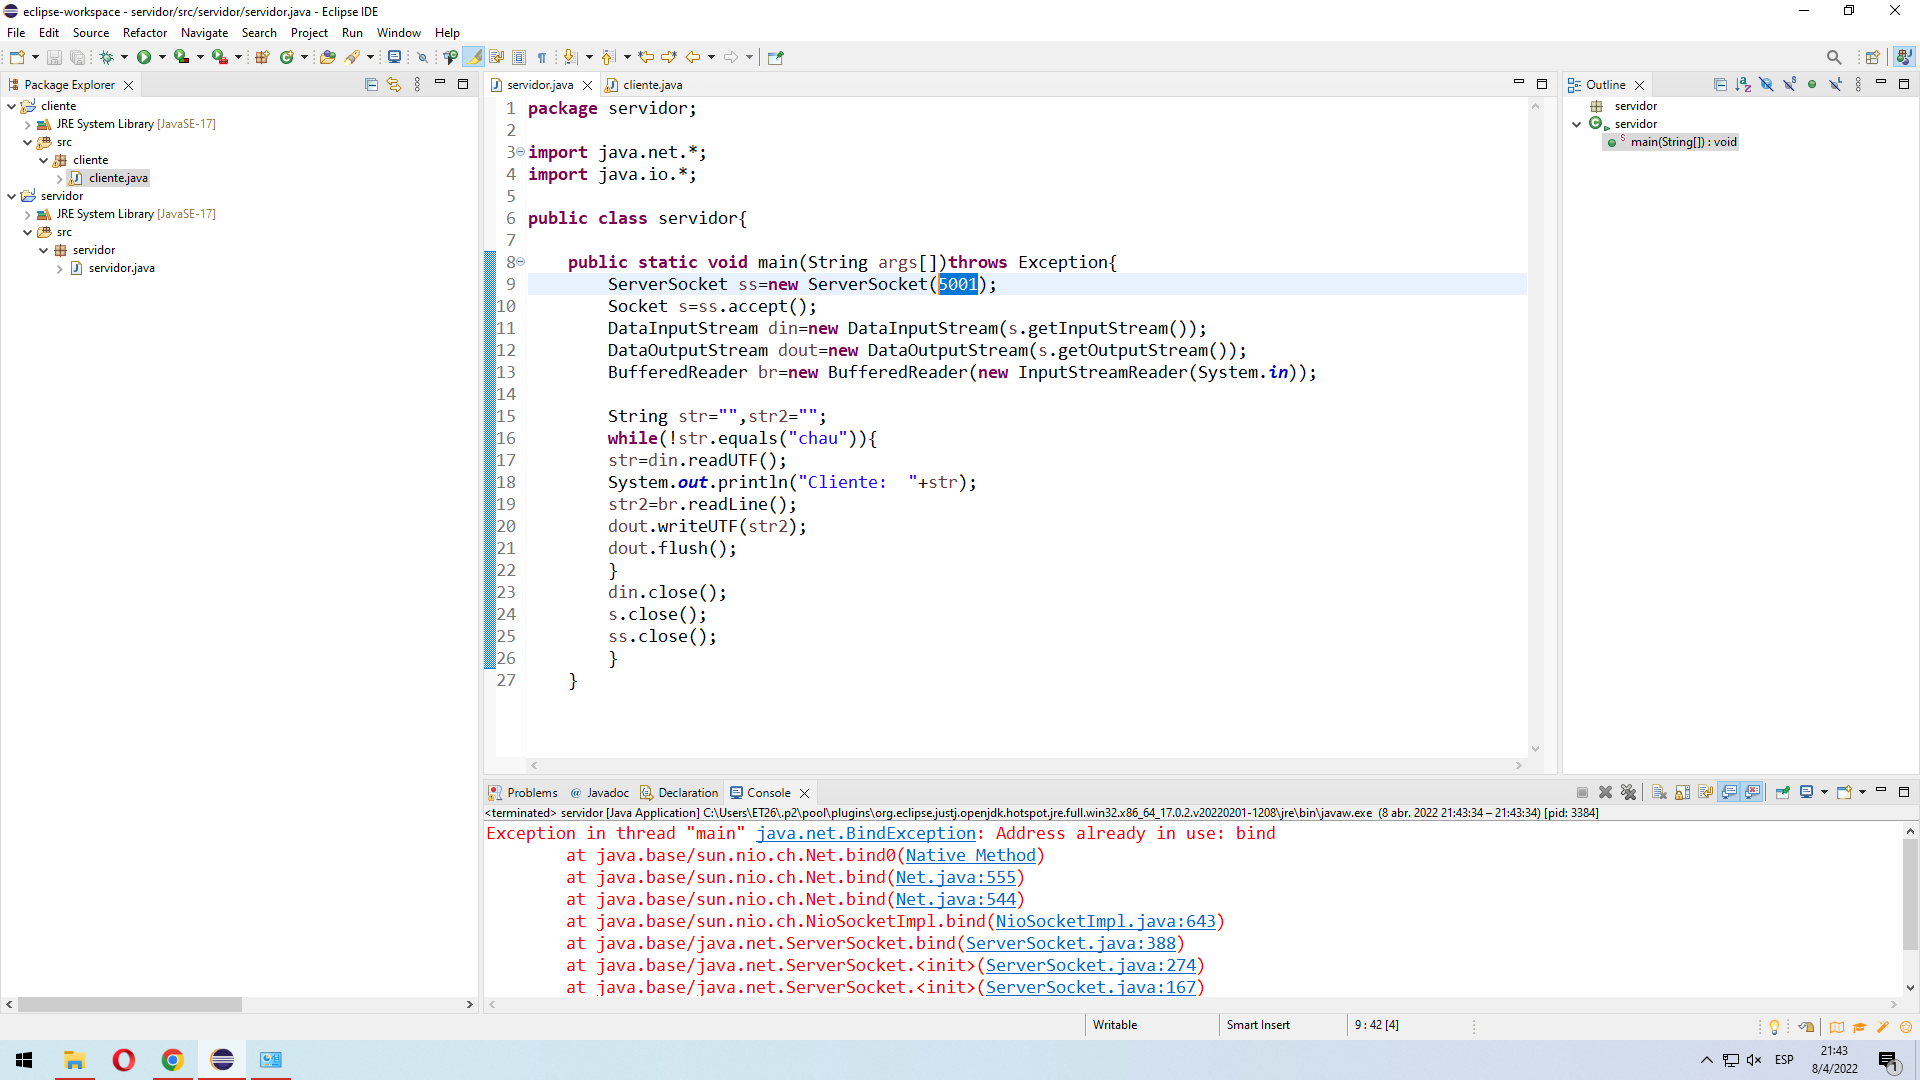 eclipse-workspace - servidor/src/servidor/servidor.java - Eclipse IDE
File Edit Source Refactor Navigate Search Project Run Window Help
Package Explorer
cliente
JRE System Library [JavaSE-17]
src
cliente
cliente.java
servidor
JRE System Library [JavaSE-17]
src
servidor
servidor.java
servidor.java
cliente.java
1 package servidor;
2
3 import java.net.*;
4 import java.io.*;
5
6 public class servidor{
7
8 public static void main(String args[])throws Exception{
9 ServerSocket ss=new ServerSocket(5001);
10 Socket s=ss.accept();
11 DataInputStream din=new DataInputStream(s.getInputStream());
12 DataOutputStream dout=new DataOutputStream(s.getOutputStream());
13 BufferedReader br=new BufferedReader(new InputStreamReader(System.in));
14
15 String str="",str2="";
16 while(!str.equals("chau")){
17 str=din.readUTF();
18 System.out.println("Cliente:  "+str);
19 str2=br.readLine();
20 dout.writeUTF(str2);
21 dout.flush();
22 }
23 din.close();
24 s.close();
25 ss.close();
26 }
27 }
Outline
servidor
servidor
main(String[]) : void
Problems @ Javadoc Declaration Console
<terminated> servidor [Java Application] C:\Users\ET26\.p2\pool\plugins\org.eclipse.justj.openjdk.hotspot.jre.full.win32.x86_64_17.0.2.v20220201-1208\jre\bin\javaw.exe (8 abr. 2022 21:43:34 – 21:43:34) [pid: 3384]
Exception in thread "main" java.net.BindException: Address already in use: bind
at java.base/sun.nio.ch.Net.bind0(Native Method)
at java.base/sun.nio.ch.Net.bind(Net.java:555)
at java.base/sun.nio.ch.Net.bind(Net.java:544)
at java.base/sun.nio.ch.NioSocketImpl.bind(NioSocketImpl.java:643)
at java.base/java.net.ServerSocket.bind(ServerSocket.java:388)
at java.base/java.net.ServerSocket.<init>(ServerSocket.java:274)
at java.base/java.net.ServerSocket.<init>(ServerSocket.java:167)
Writable
Smart Insert
9 : 42 [4]
ESP
21:43
8/4/2022
1